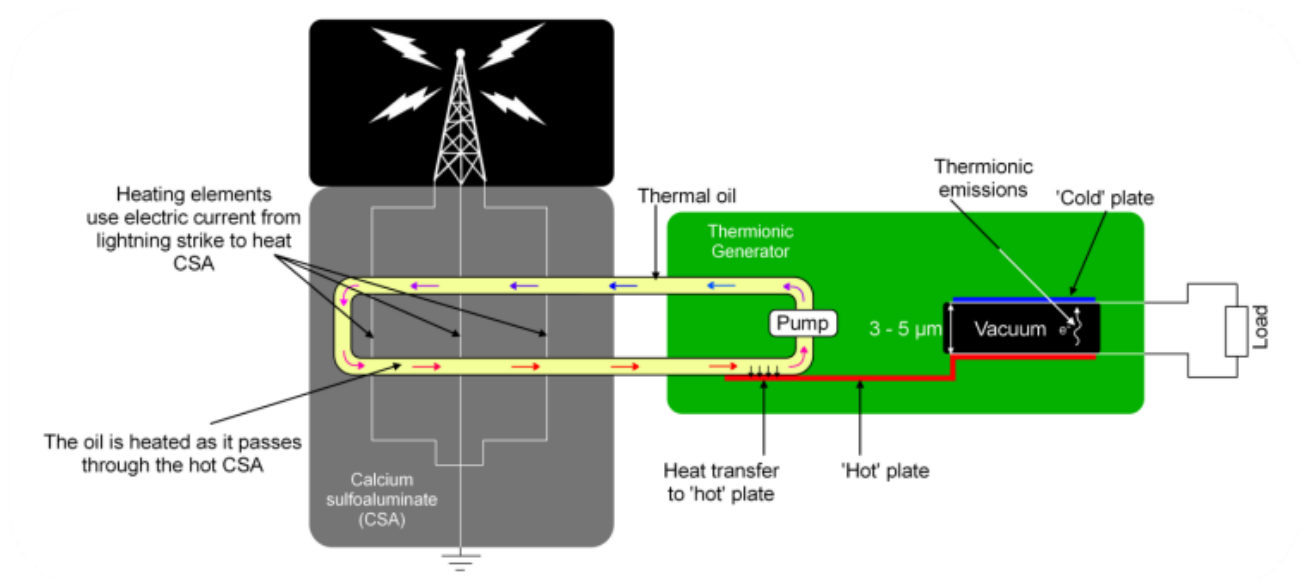 Heating elements
use electric current from
lightning strike to heat
CSA
Thermal oil
Thermionic
Generator
Thermionic
emissions
'Cold' plate
Pump
3 - 5 µm
Vacuum
e⁻
Load
The oil is heated as it passes
through the hot CSA
Calcium
sulfoaluminate
(CSA)
Heat transfer
to 'hot' plate
'Hot' plate